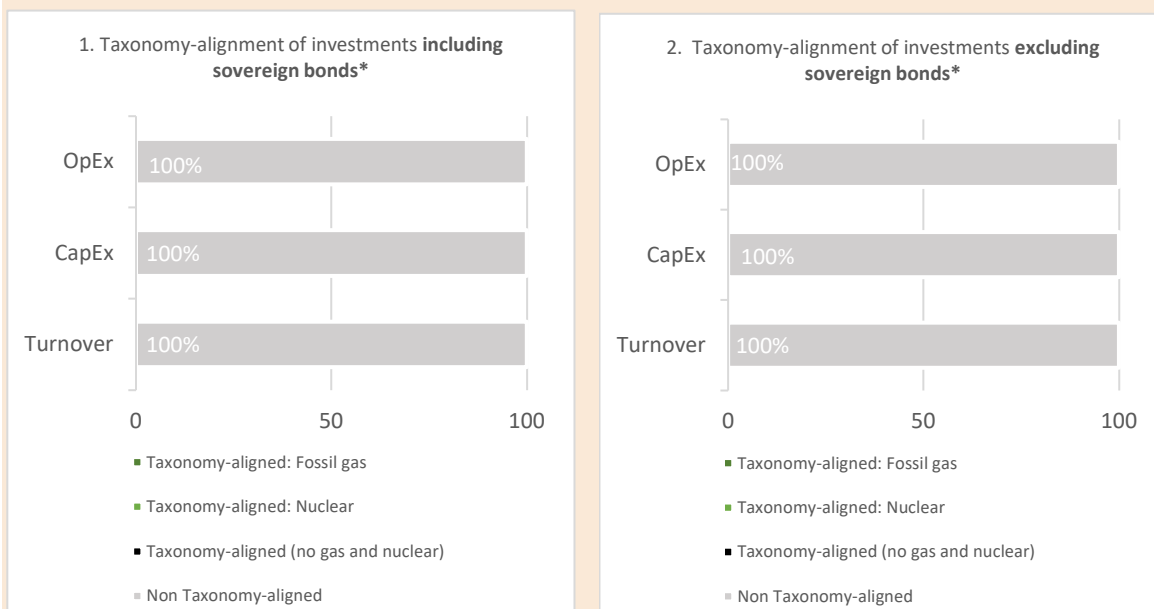 1. Taxonomy-alignment of investments including
sovereign bonds*
OpEx
100%
CapEx
100%
Turnover
100%
0
50
100
Taxonomy-aligned: Fossil gas
Taxonomy-aligned: Nuclear
Taxonomy-aligned (no gas and nuclear)
Non Taxonomy-aligned
2. Taxonomy-alignment of investments excluding
sovereign bonds*
OpEx
100%
CapEx
100%
Turnover
100%
0
50
100
Taxonomy-aligned: Fossil gas
Taxonomy-aligned: Nuclear
Taxonomy-aligned (no gas and nuclear)
Non Taxonomy-aligned